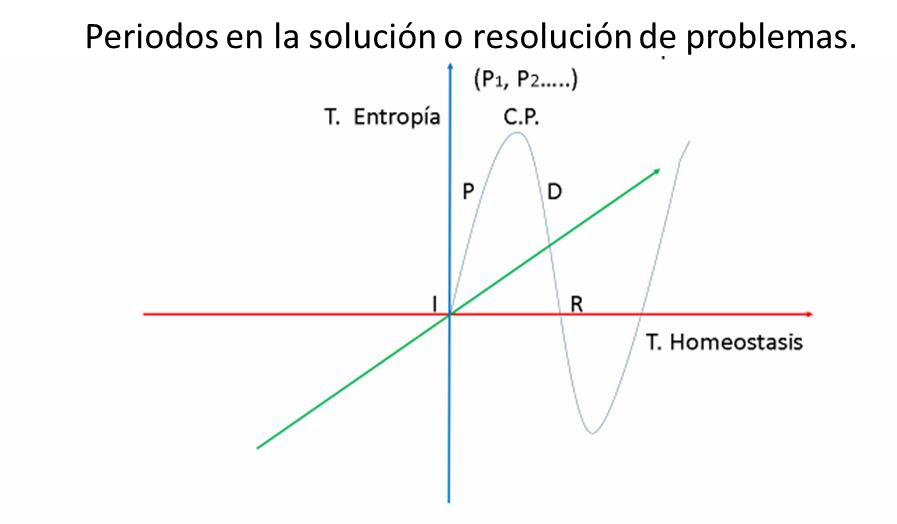 Periodos en la solución o resolución de problemas.
(P1, P2.....)
T. Entropía
C.P.
P
D
I
R
T. Homeostasis